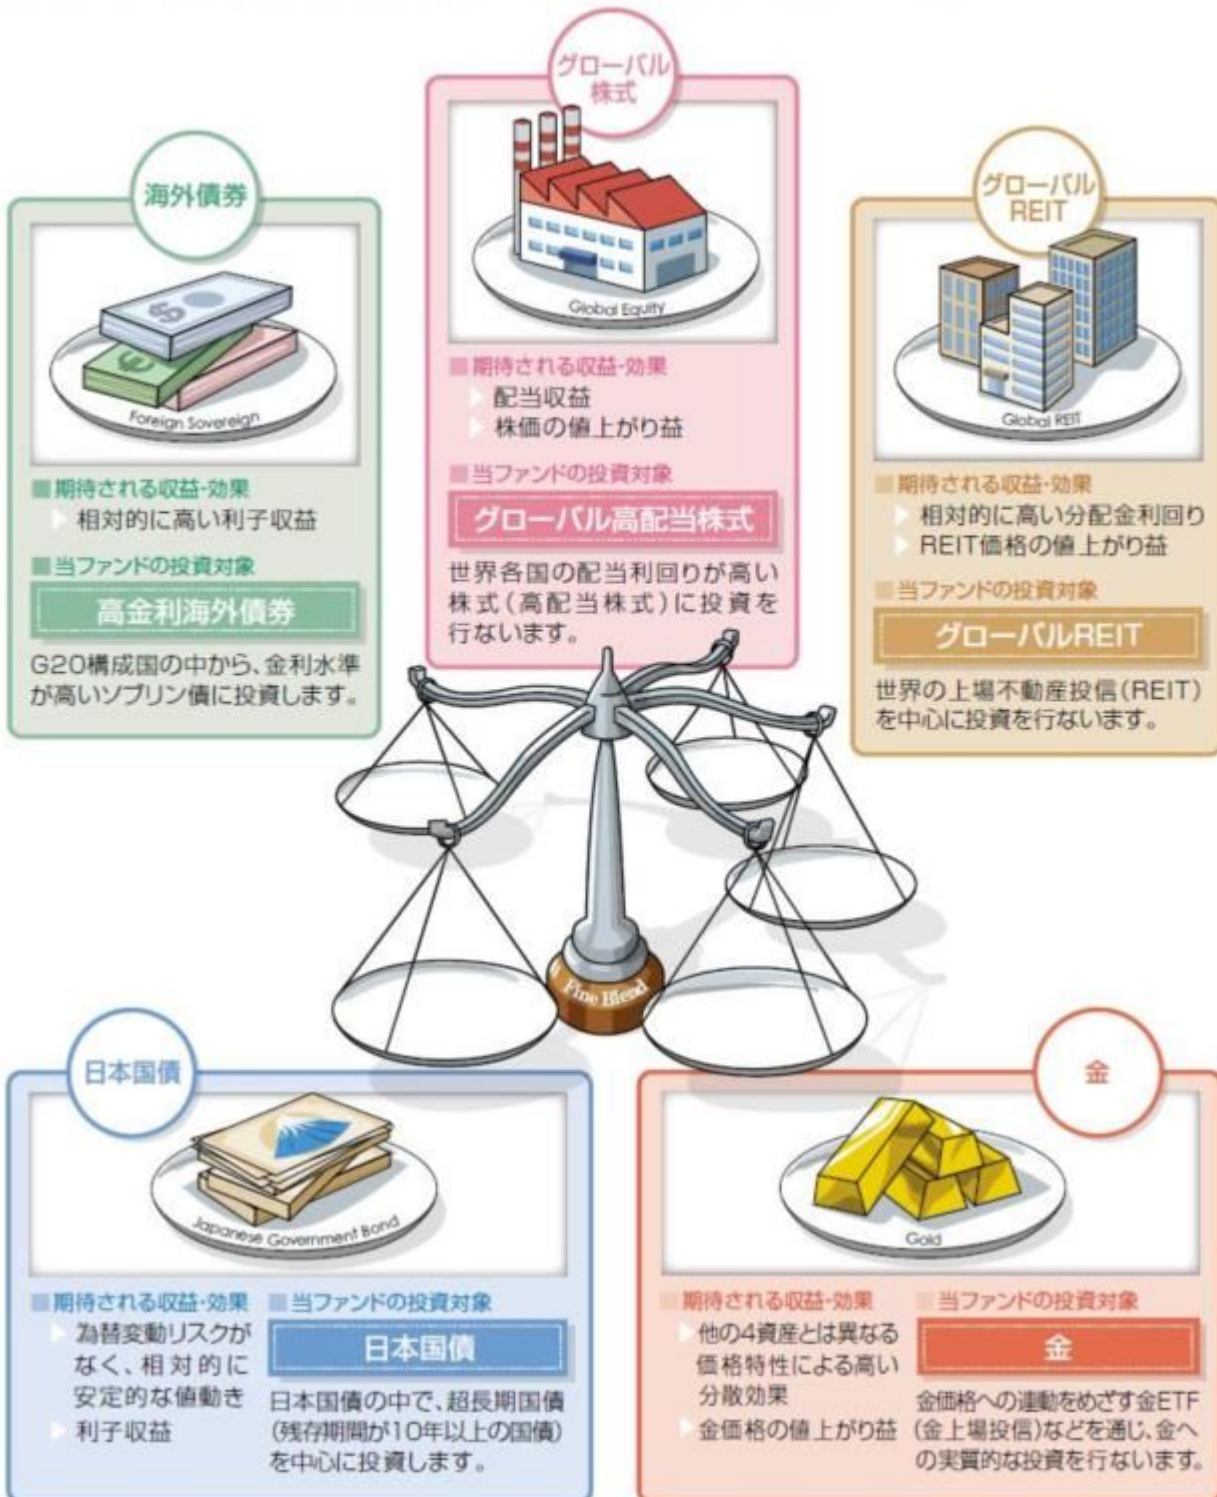 グローバル
株式
Global Equity
■期待される収益・効果
配当収益
株価の値上がり益
■当ファンドの投資対象
グローバル高配当株式
世界各国の配当利回りが高い
株式(高配当株式)に投資を
行ないます。
海外債券
Foreign Sovereign
■期待される収益・効果
相対的に高い利子収益
■当ファンドの投資対象
高金利海外債券
G20構成国の中から、金利水準
が高いソブリン債に投資します。
グローバル
REIT
Global REIT
■期待される収益・効果
相対的に高い分配金利回り
REIT価格の値上がり益
■当ファンドの投資対象
グローバルREIT
世界の上場不動産投信(REIT)
を中心に投資を行ないます。
Fine Blend
日本国債
Japanese Government Bond
■期待される収益・効果
為替変動リスクが
なく、相対的に
安定的な値動き
利子収益
■当ファンドの投資対象
日本国債
日本国債の中で、超長期国債
(残存期間が10年以上の国債)
を中心に投資します。
金
Gold
■期待される収益・効果
他の4資産とは異なる
価格特性による高い
分散効果
金価格の値上がり益
■当ファンドの投資対象
金
金価格への連動をめざす金ETF
(金上場投信)などを通じ、金へ
の実質的な投資を行ないます。